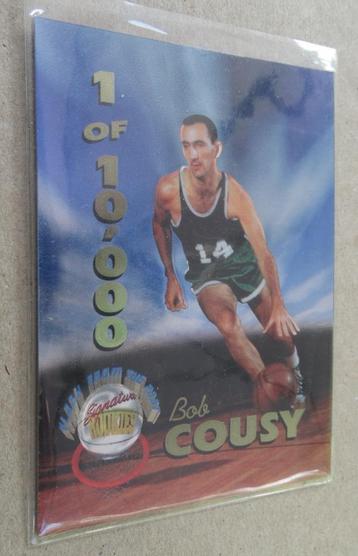 1
OF
10,000
14
Signature
Bob
COUSY